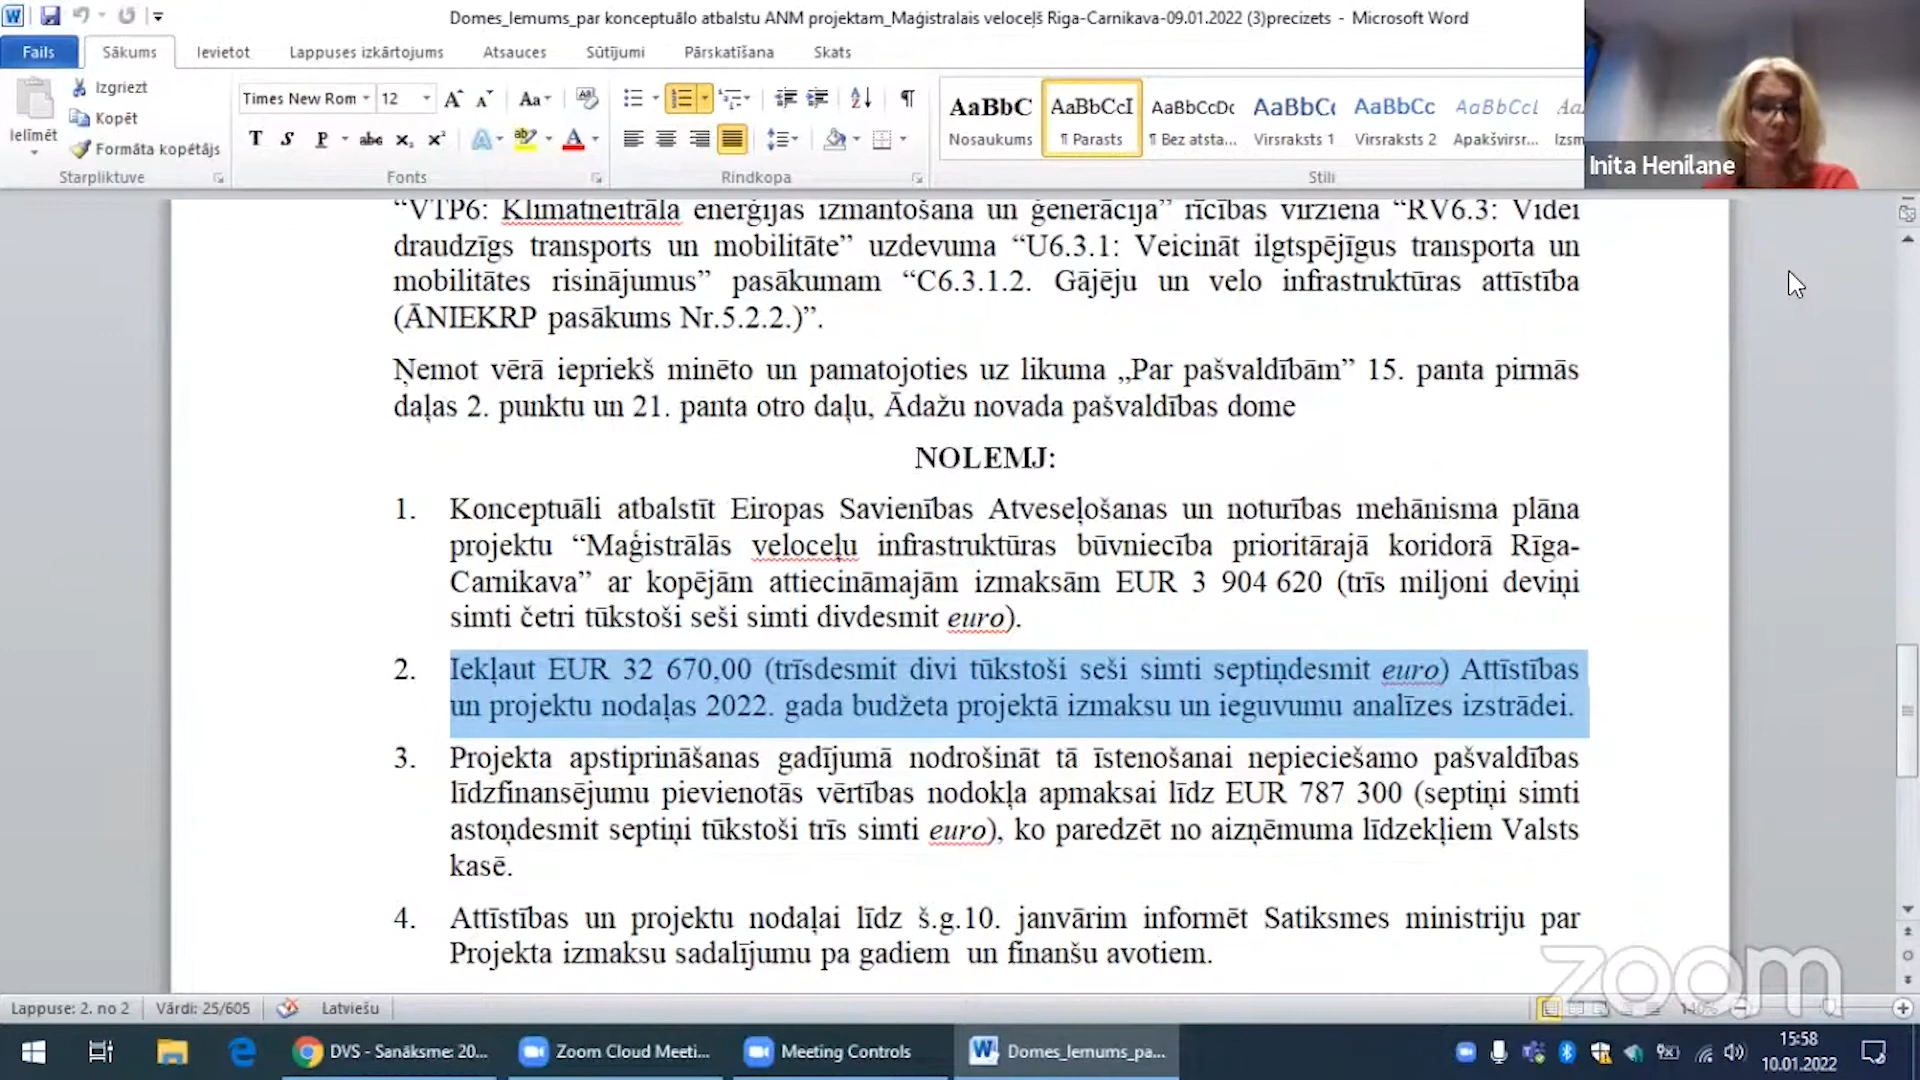 Domes_lemums_par konceptuālo atbalstu ANM projektam_Maģistralais veloceļš Riga-Carnikava-09.01.2022 (3)precizets - Microsoft Word
Fails Sākums Ievietot Lappuses izkārtojums Atsauces Sūtījumi Pārskatīšana Skats
Izgriezt
Kopēt
Formāta kopētājs
Ielīmēt
Starpliktuve
Times New Rom 12
Fonts
Rindkopa
AaBbC AaBbCcI AaBbCcDc AaBbCc AaBbCc AaBbCcL
Nosaukums ¶ Parasts ¶ Bez atsta... Virsraksts 1 Virsraksts 2 Apakšvirsr... Izsm
Stili
Inita Henilane
“VTP6: Klimatneitrāla enerģijas izmantošana un ģenerācija” rīcības virziena “RV6.3: Videi
draudzīgs transports un mobilitāte” uzdevuma “U6.3.1: Veicināt ilgtspējīgus transporta un
mobilitātes risinājumus” pasākumam “C6.3.1.2. Gājēju un velo infrastruktūras attīstība
(ĀNIEKRP pasākums Nr.5.2.2.)”.
Ņemot vērā iepriekš minēto un pamatojoties uz likuma „Par pašvaldībām” 15. panta pirmās
daļas 2. punktu un 21. panta otro daļu, Ādažu novada pašvaldības dome
NOLEMJ:
1. Konceptuāli atbalstīt Eiropas Savienības Atveseļošanas un noturības mehānisma plāna
projektu “Maģistrālās veloceļu infrastruktūras būvniecība prioritārajā koridorā Rīga-
Carnikava” ar kopējām attiecināmajām izmaksām EUR 3 904 620 (trīs miljoni deviņi
simti četri tūkstoši seši simti divdesmit euro).
2. Iekļaut EUR 32 670,00 (trīsdesmit divi tūkstoši seši simti septiņdesmit euro) Attīstības
un projektu nodaļas 2022. gada budžeta projektā izmaksu un ieguvumu analīzes izstrādei.
3. Projekta apstiprināšanas gadījumā nodrošināt tā īstenošanai nepieciešamo pašvaldības
līdzfinansējumu pievienotās vērtības nodokļa apmaksai līdz EUR 787 300 (septiņi simti
astoņdesmit septiņi tūkstoši trīs simti euro), ko paredzēt no aizņēmuma līdzekļiem Valsts
kasē.
4. Attīstības un projektu nodaļai līdz š.g.10. janvārim informēt Satiksmes ministriju par
Projekta izmaksu sadalījumu pa gadiem un finanšu avotiem.
zoom
Lappuse: 2. no 2 Vārdi: 25/605 Latviešu
DVS - Sanāksme: 20... Zoom Cloud Meeti... Meeting Controls Domes_lemums_pa...
15:58
10.01.2022